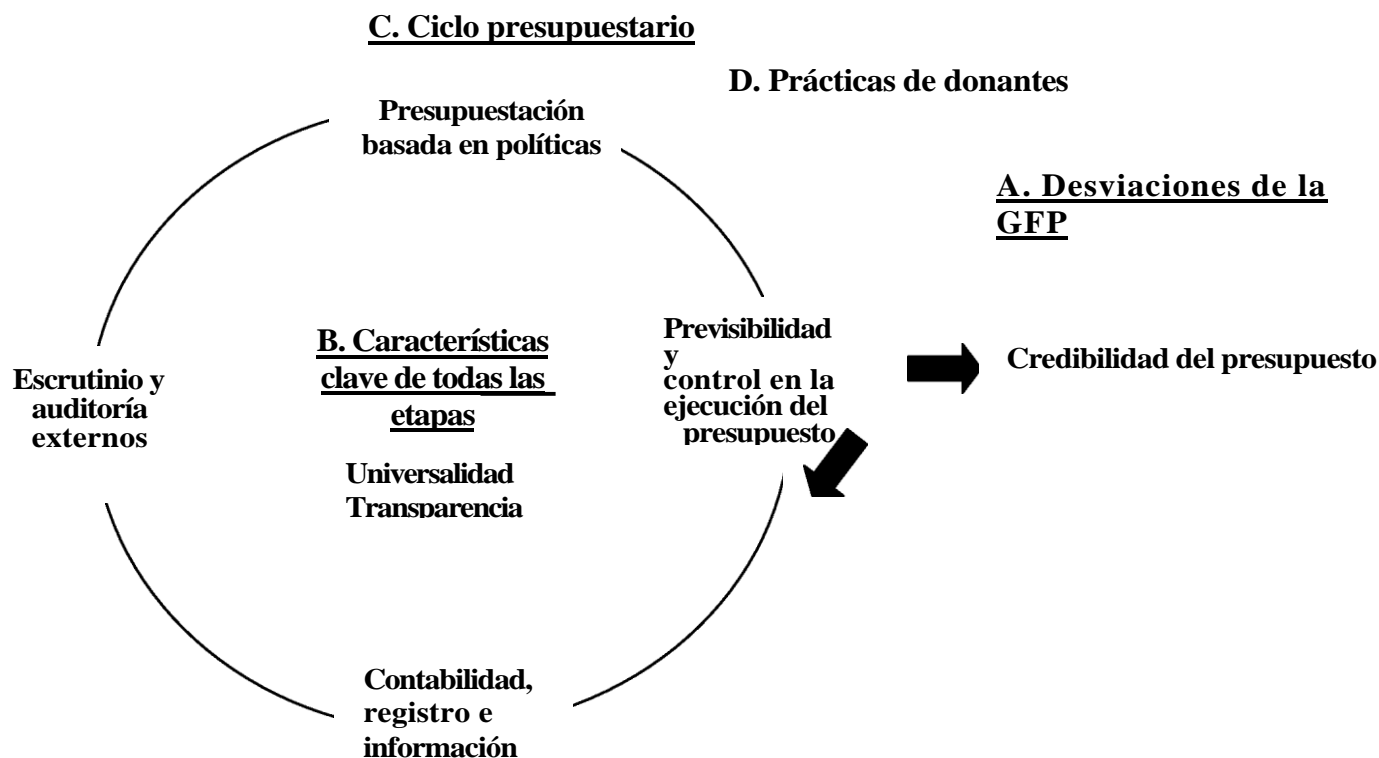 C. Ciclo presupuestario
D. Prácticas de donantes
Presupuestación
basada en políticas
A. Desviaciones de la
GFP
B. Características
clave de todas las
etapas
Universalidad
Transparencia
Previsibilidad
y
control en la
ejecución del
presupuesto
Credibilidad del presupuesto
Escrutinio y
auditoría
externos
Contabilidad,
registro e
información